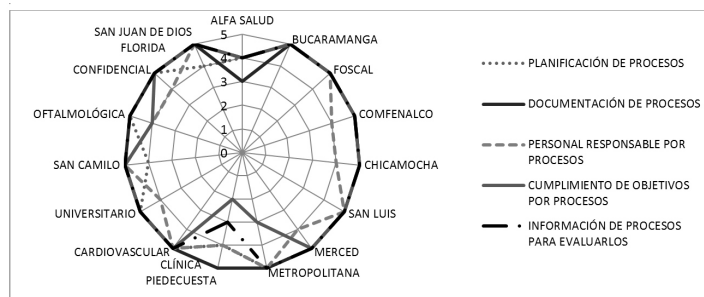 ALFA SALUD
BUCARAMANGA
FOSCAL
COMFENALCO
CHICAMOCHA
SAN LUIS
MERCED
METROPOLITANA
CLÍNICA
PIEDECUESTA
CARDIOVASCULAR
UNIVERSITARIO
SAN CAMILO
OFTALMOLÓGICA
CONFIDENCIAL
SAN JUAN DE DIOS
FLORIDA
5
4
3
2
1
0
PLANIFICACIÓN DE PROCESOS
DOCUMENTACIÓN DE PROCESOS
PERSONAL RESPONSABLE POR
PROCESOS
CUMPLIMIENTO DE OBJETIVOS
POR PROCESOS
INFORMACIÓN DE PROCESOS
PARA EVALUARLOS